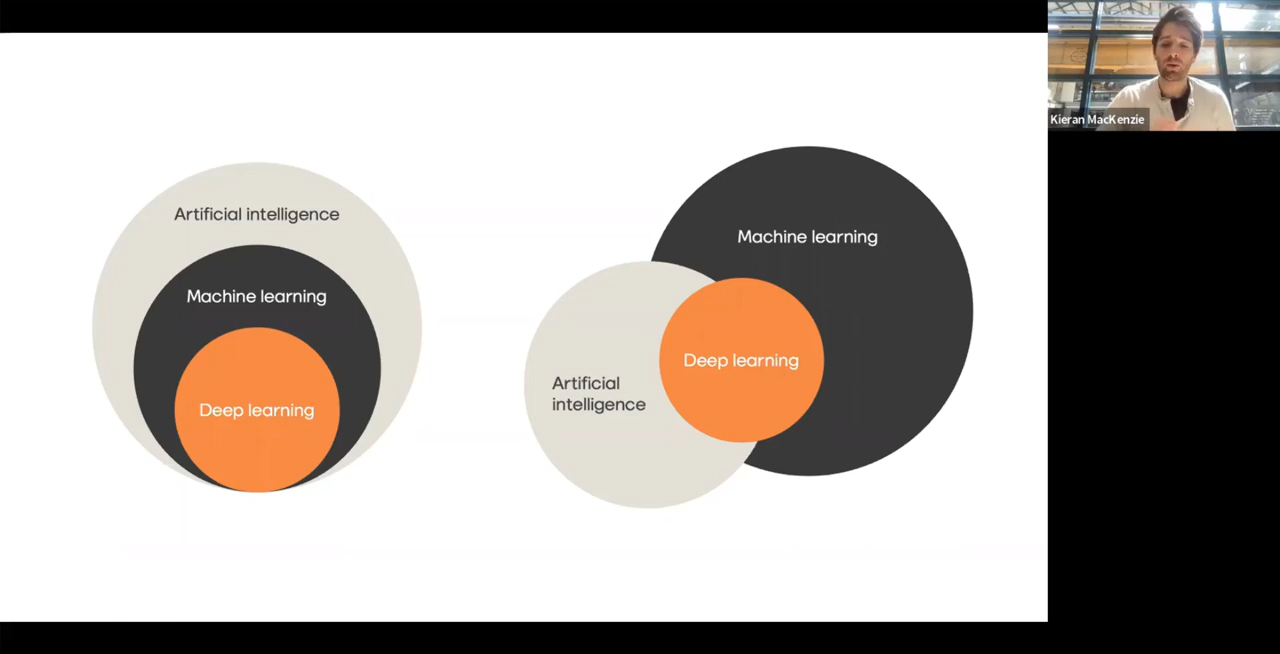 Artificial intelligence
Machine learning
Deep learning
Machine learning
Deep learning
Artificial
intelligence
Kieran MacKenzie